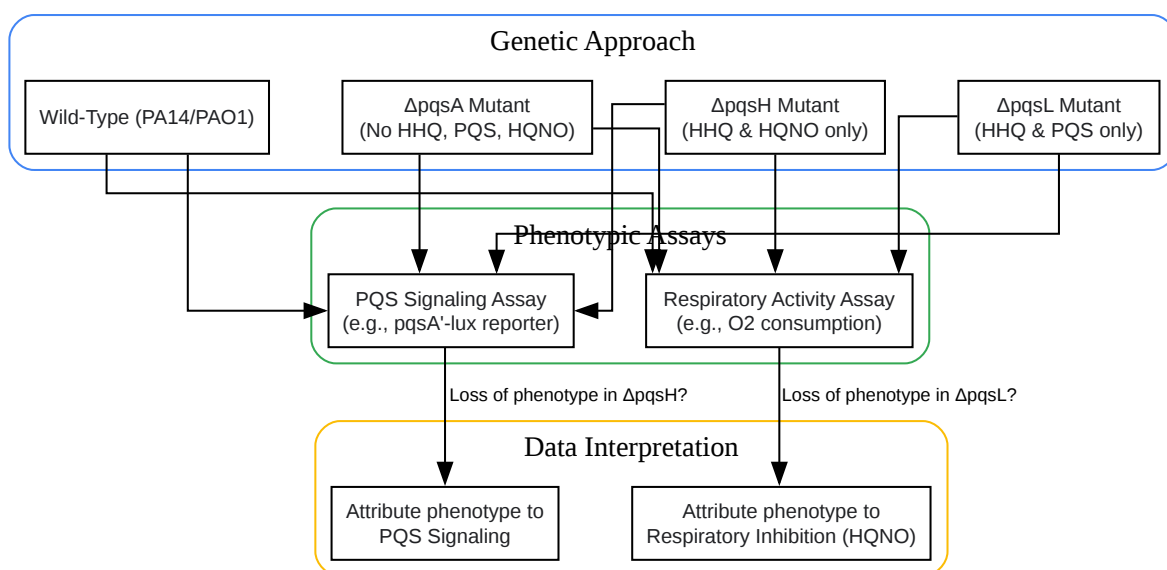 Genetic Approach
Wild-Type (PA14/PAO1)
ΔpqsA Mutant
(No HHQ, PQS, HQNO)
ΔpqsH Mutant
(HHQ & HQNO only)
ΔpqsL Mutant
(HHQ & PQS only)
Phenotypic Assays
PQS Signaling Assay
(e.g., pqsA'-lux reporter)
Respiratory Activity Assay
(e.g., O2 consumption)
Loss of phenotype in ΔpqsH?
Loss of phenotype in ΔpqsL?
Data Interpretation
Attribute phenotype to
PQS Signaling
Attribute phenotype to
Respiratory Inhibition (HQNO)